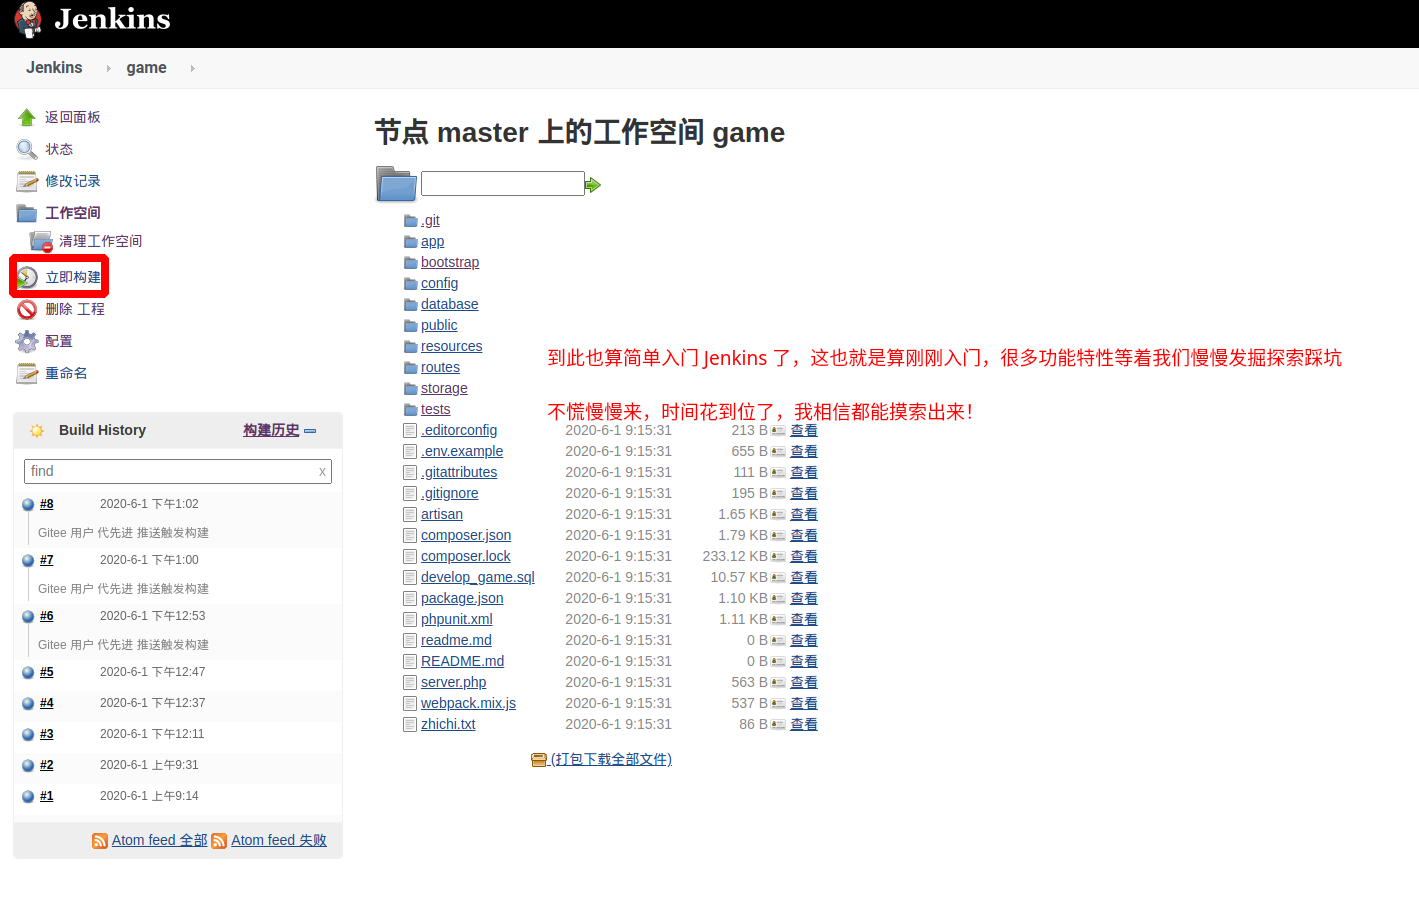 Jenkins
Jenkins game
返回面板
状态
修改记录
工作空间
清理工作空间
立即构建
删除 工程
配置
重命名
Build History 构建历史
find x
#8 2020-6-1 下午1:02
Gitee 用户 代先进 推送触发构建
#7 2020-6-1 下午1:00
Gitee 用户 代先进 推送触发构建
#6 2020-6-1 下午12:53
Gitee 用户 代先进 推送触发构建
#5 2020-6-1 下午12:47
#4 2020-6-1 下午12:37
#3 2020-6-1 下午12:11
#2 2020-6-1 上午9:31
#1 2020-6-1 上午9:14
Atom feed 全部 Atom feed 失败
节点 master 上的工作空间 game
.git
app
bootstrap
config
database
public
resources
routes
storage
tests
到此也算简单入门 Jenkins 了，这也就是算刚刚入门，很多功能特性等着我们慢慢发掘探索踩坑
不慌慢慢来，时间花到位了，我相信都能摸索出来！
.editorconfig 2020-6-1 9:15:31 213 B 查看
.env.example 2020-6-1 9:15:31 655 B 查看
.gitattributes 2020-6-1 9:15:31 111 B 查看
.gitignore 2020-6-1 9:15:31 195 B 查看
artisan 2020-6-1 9:15:31 1.65 KB 查看
composer.json 2020-6-1 9:15:31 1.79 KB 查看
composer.lock 2020-6-1 9:15:31 233.12 KB 查看
develop_game.sql 2020-6-1 9:15:31 10.57 KB 查看
package.json 2020-6-1 9:15:31 1.10 KB 查看
phpunit.xml 2020-6-1 9:15:31 1.11 KB 查看
readme.md 2020-6-1 9:15:31 0 B 查看
README.md 2020-6-1 9:15:31 0 B 查看
server.php 2020-6-1 9:15:31 563 B 查看
webpack.mix.js 2020-6-1 9:15:31 537 B 查看
zhichi.txt 2020-6-1 9:15:31 86 B 查看
(打包下载全部文件)